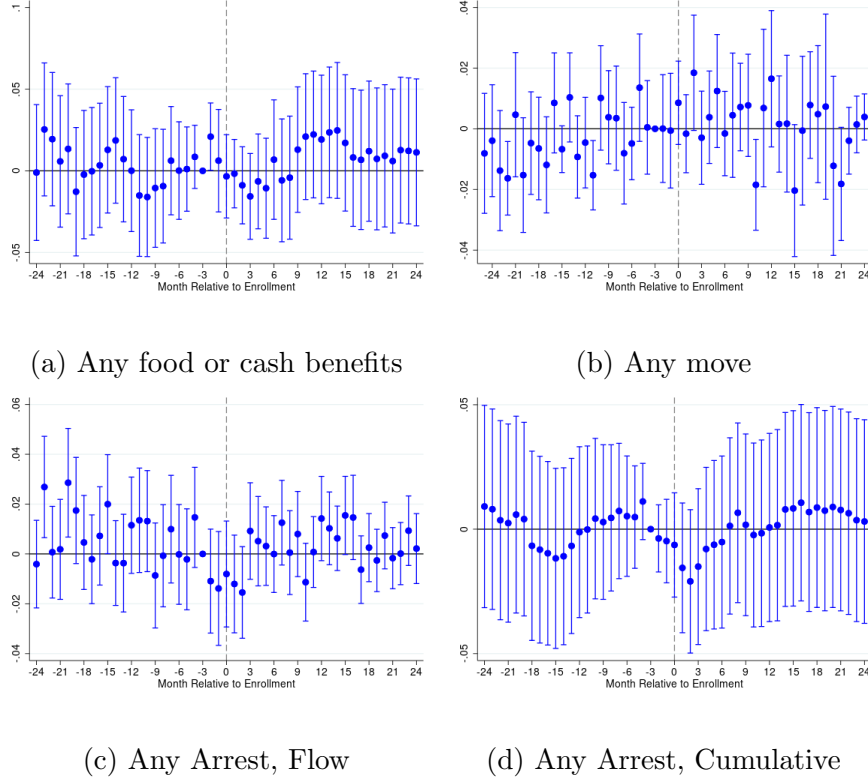 .1
.05
0
-.05
-24 -21 -18 -15 -12 -9 -6 -3 0 3 6 9 12 15 18 21 24
Month Relative to Enrollment
(a) Any food or cash benefits
.04
.02
0
-.02
-.04
-24 -21 -18 -15 -12 -9 -6 -3 0 3 6 9 12 15 18 21 24
Month Relative to Enrollment
(b) Any move
.06
.04
.02
0
-.02
-.04
-24 -21 -18 -15 -12 -9 -6 -3 0 3 6 9 12 15 18 21 24
Month Relative to Enrollment
(c) Any Arrest, Flow
.05
0
-.05
-24 -21 -18 -15 -12 -9 -6 -3 0 3 6 9 12 15 18 21 24
Month Relative to Enrollment
(d) Any Arrest, Cumulative